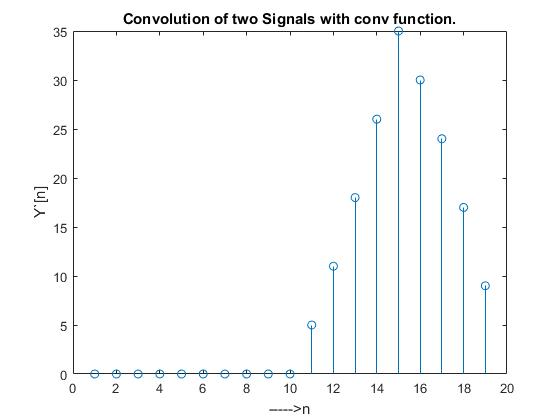 Convolution of two Signals with conv function.
35
30
25
20
15
10
5
0
Y`[n]
0 2 4 6 8 10 12 14 16 18 20
----->n